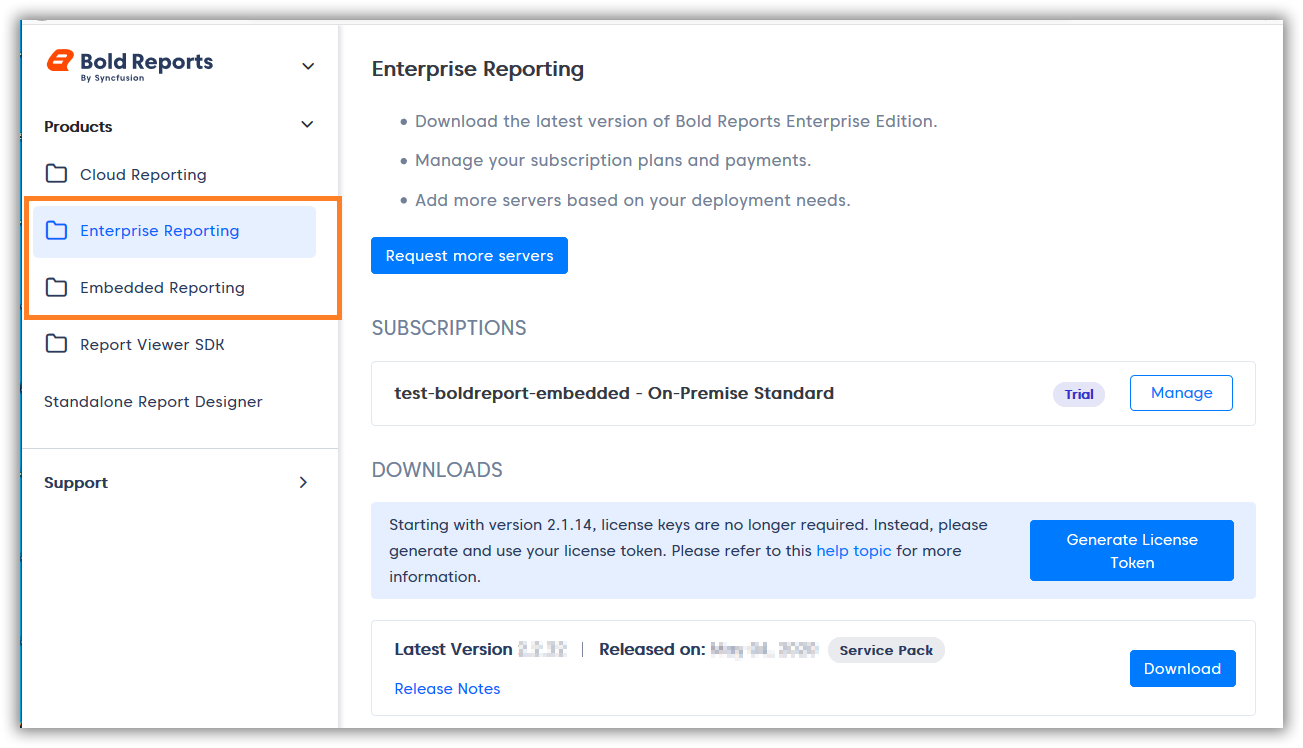 Bold Reports
By Syncfusion
Products
Cloud Reporting
Enterprise Reporting
Embedded Reporting
Report Viewer SDK
Standalone Report Designer
Support
Enterprise Reporting
Download the latest version of Bold Reports Enterprise Edition.
Manage your subscription plans and payments.
Add more servers based on your deployment needs.
Request more servers
SUBSCRIPTIONS
test-boldreport-embedded - On-Premise Standard
Trial
Manage
DOWNLOADS
Starting with version 2.1.14, license keys are no longer required. Instead, please
generate and use your license token. Please refer to this help topic for more
information.
Generate License
Token
Latest Version | Released on: Service Pack
Release Notes
Download